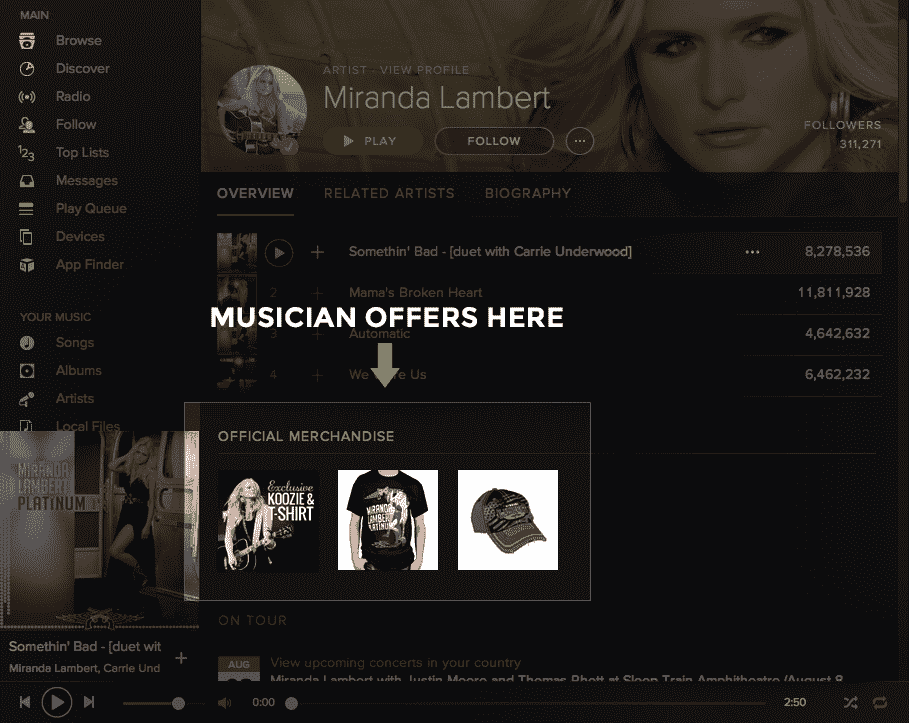 MAIN
Browse
Discover
Radio
Follow
Top Lists
Messages
Play Queue
Devices
App Finder
YOUR MUSIC
Songs
Albums
Artists
Local Files
MIRANDA
LAMBERT
PLATINUM
Somethin' Bad - [duet wit
Miranda Lambert, Carrie Und
ARTIST · VIEW PROFILE
Miranda Lambert
PLAY
FOLLOW
FOLLOWERS
311,271
OVERVIEW RELATED ARTISTS BIOGRAPHY
Somethin' Bad - [duet with Carrie Underwood] 8,278,536
2 Mama's Broken Heart 11,811,928
MUSICIAN OFFERS HERE
3 Automatic 4,642,632
4 We Us 6,462,232
OFFICIAL MERCHANDISE
Exclusive
KOOZIE &
T-SHIRT
MIRANDA
LAMBERT
PLATINUM
ON TOUR
AUG
View upcoming concerts in your country
Miranda Lambert with Justin Moore and Thomas Rhett at Sleep Train Amphitheatre (August 8
0:00
2:50